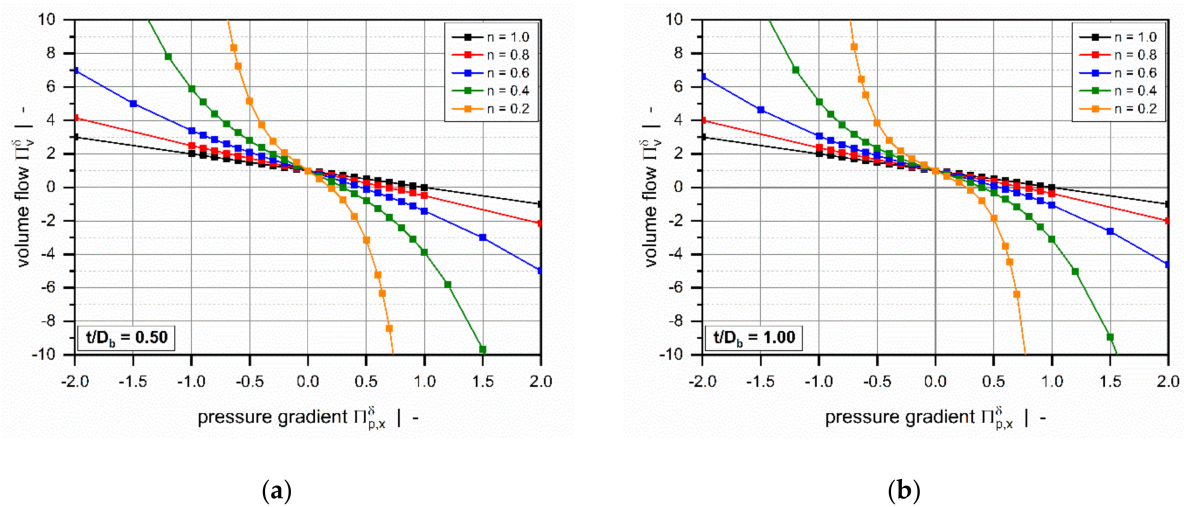 10
8
6
4
2
0
-2
-4
-6
-8
-10
-2.0 -1.5 -1.0 -0.5 0.0 0.5 1.0 1.5 2.0
volume flow Π_v^δ | -
pressure gradient Π_p,x^δ | -
n = 1.0
n = 0.8
n = 0.6
n = 0.4
n = 0.2
t/D_b = 0.50
(a)
10
8
6
4
2
0
-2
-4
-6
-8
-10
-2.0 -1.5 -1.0 -0.5 0.0 0.5 1.0 1.5 2.0
volume flow Π_v^δ | -
pressure gradient Π_p,x^δ | -
n = 1.0
n = 0.8
n = 0.6
n = 0.4
n = 0.2
t/D_b = 1.00
(b)